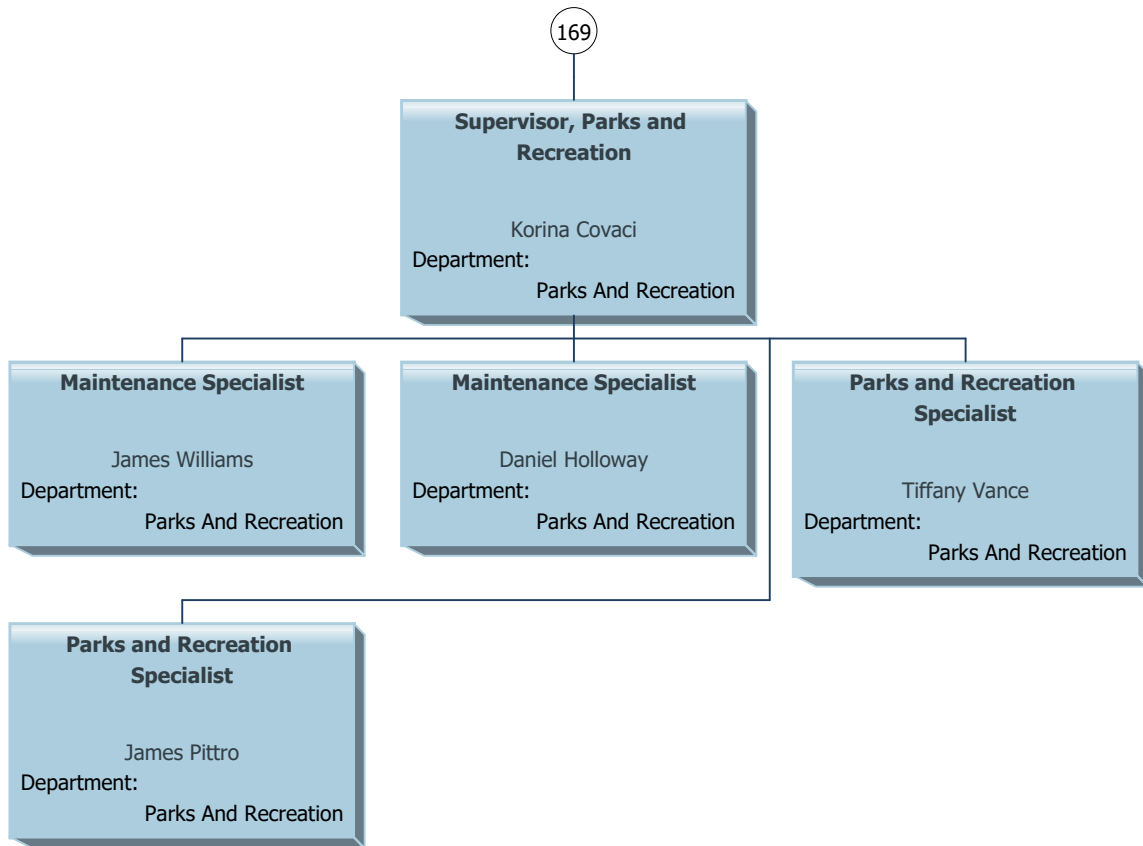 169
Supervisor, Parks and
Recreation
Korina Covaci
Department:
Parks And Recreation
Maintenance Specialist
James Williams
Department:
Parks And Recreation
Maintenance Specialist
Daniel Holloway
Department:
Parks And Recreation
Parks and Recreation
Specialist
Tiffany Vance
Department:
Parks And Recreation
Parks and Recreation
Specialist
James Pittro
Department:
Parks And Recreation